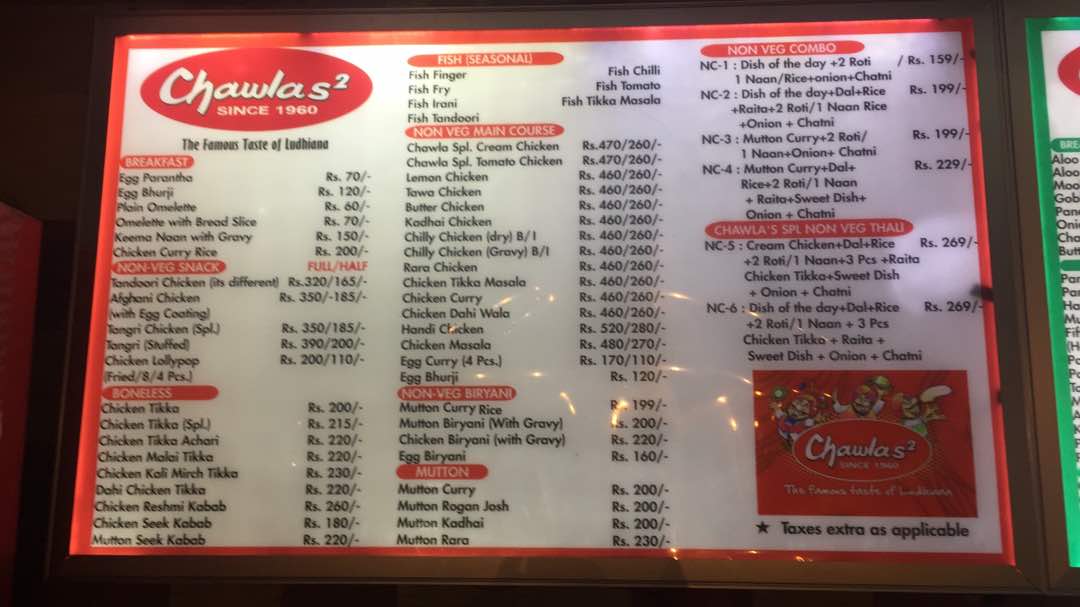 Chawlas²
SINCE 1960
The Famous Taste of Ludhiana
BREAKFAST
Egg Parantha Rs. 70/-
Egg Bhurji Rs. 120/-
Plain Omelette Rs. 60/-
Omelette with Bread Slice Rs. 70/-
Keema Naan with Gravy Rs. 150/-
Chicken Curry Rice Rs. 200/-
NON-VEG SNACK FULL/HALF
Tandoori Chicken (its different) Rs.320/165/-
Afghani Chicken Rs. 350/-185/-
(with Egg Coating)
Tangri Chicken (Spl.) Rs. 350/185/-
Tangri (Stuffed) Rs. 390/200/-
Chicken Lollypop Rs. 200/110/-
(Fried/8/4 Pcs.)
BONELESS
Chicken Tikka Rs. 200/-
Chicken Tikka (Spl.) Rs. 215/-
Chicken Tikka Achari Rs. 220/-
Chicken Malai Tikka Rs. 220/-
Chicken Kali Mirch Tikka Rs. 230/-
Dahi Chicken Tikka Rs. 220/-
Chicken Reshmi Kabab Rs. 260/-
Chicken Seek Kabab Rs. 180/-
Mutton Seek Kabab Rs. 220/-
FISH (SEASONAL)
Fish Finger Fish Chilli
Fish Fry Fish Tomato
Fish Irani Fish Tikka Masala
Fish Tandoori
NON VEG MAIN COURSE
Chawla Spl. Cream Chicken Rs.470/260/-
Chawla Spl. Tomato Chicken Rs.470/260/-
Lemon Chicken Rs. 460/260/-
Tawa Chicken Rs. 460/260/-
Butter Chicken Rs. 460/260/-
Kadhai Chicken Rs. 460/260/-
Chilly Chicken (dry) B/I Rs. 460/260/-
Chilly Chicken (Gravy) B/I Rs. 460/260/-
Rara Chicken Rs. 460/260/-
Chicken Tikka Masala Rs. 460/260/-
Chicken Curry Rs. 460/260/-
Chicken Dahi Wala Rs. 460/260/-
Handi Chicken Rs. 520/280/-
Chicken Masala Rs. 480/270/-
Egg Curry (4 Pcs.) Rs. 170/110/-
Egg Bhurji Rs. 120/-
NON-VEG BIRYANI
Mutton Curry Rice 199/-
Mutton Biryani (With Gravy) Rs. 200/-
Chicken Biryani (with Gravy) Rs. 220/-
Egg Biryani Rs. 160/-
MUTTON
Mutton Curry Rs. 200/-
Mutton Rogan Josh Rs. 200/-
Mutton Kadhai Rs. 200/-
Mutton Rara Rs. 230/-
NON VEG COMBO
NC-1 : Dish of the day +2 Roti / Rs. 159/-
1 Naan/Rice+onion+Chatni
NC-2 : Dish of the day+Dal+Rice Rs. 199/-
+Raita+2 Roti/1 Naan Rice
+Onion + Chatni
NC-3 : Mutton Curry+2 Roti/ Rs. 199/-
1 Naan+Onion+ Chatni
NC-4 : Mutton Curry+Dal+ Rs. 229/-
Rice+2 Roti/1 Naan
+ Raita+Sweet Dish+
Onion + Chatni
CHAWLA'S SPL NON VEG THALI
NC-5 : Cream Chicken+Dal+Rice Rs. 269/-
+2 Roti/1 Naan+3 Pcs +Raita
Chicken Tikka+Sweet Dish
+ Onion + Chatni
NC-6 : Dish of the day+Dal+Rice Rs. 269/-
+2 Roti/1 Naan + 3 Pcs
Chicken Tikka + Raita +
Sweet Dish + Onion + Chatni
Chawlas²
SINCE 1960
The Famous taste of Ludhiana
★ Taxes extra as applicable
Aloo
Aloo